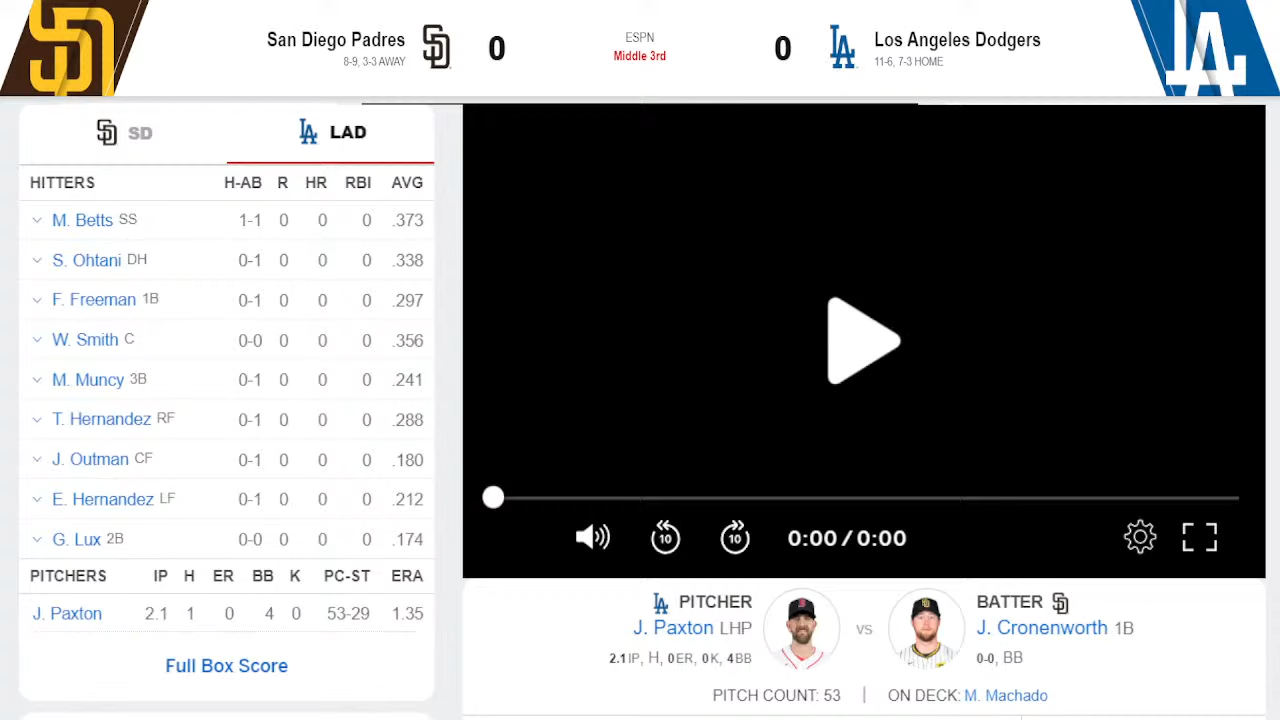 San Diego Padres
8-9, 3-3 AWAY
0
ESPN
Middle 3rd
0
Los Angeles Dodgers
11-6, 7-3 HOME
SD
LAD
HITTERS H-AB R HR RBI AVG
M. Betts SS 1-1 0 0 0 .373
S. Ohtani DH 0-1 0 0 0 .338
F. Freeman 1B 0-1 0 0 0 .297
W. Smith C 0-0 0 0 0 .356
M. Muncy 3B 0-1 0 0 0 .241
T. Hernandez RF 0-1 0 0 0 .288
J. Outman CF 0-1 0 0 0 .180
E. Hernandez LF 0-1 0 0 0 .212
G. Lux 2B 0-0 0 0 0 .174
PITCHERS IP H ER BB K PC-ST ERA
J. Paxton 2.1 1 0 4 0 53-29 1.35
Full Box Score
10 10 0:00 / 0:00
PITCHER
J. Paxton LHP
2.1 IP, H, 0 ER, 0 K, 4 BB
vs
BATTER
J. Cronenworth 1B
0-0, BB
PITCH COUNT: 53 | ON DECK: M. Machado